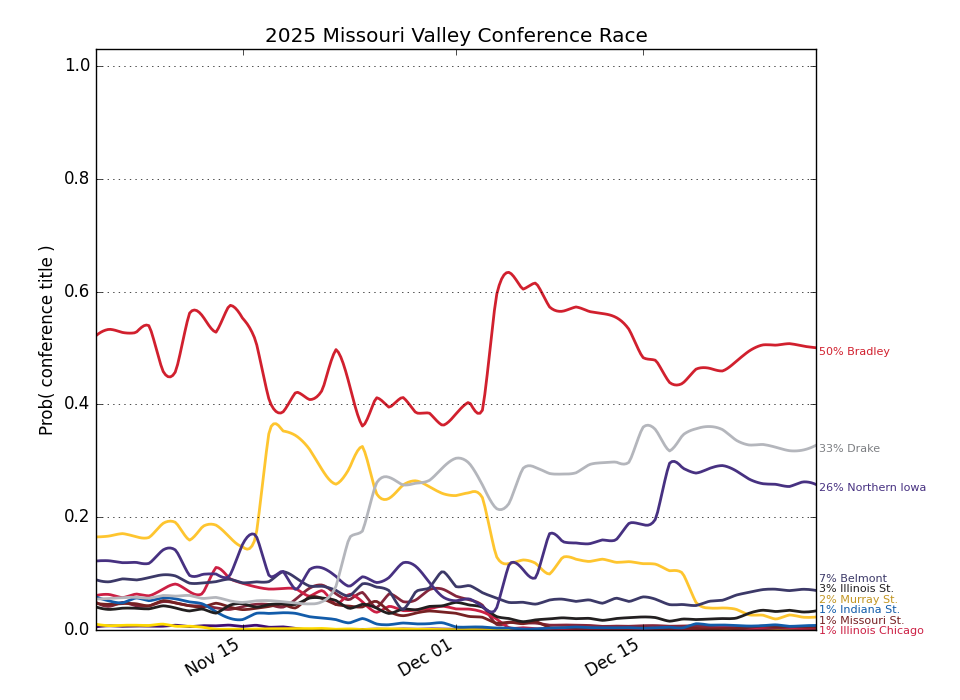 2025 Missouri Valley Conference Race
Prob( conference title )
1.0
0.8
0.6
0.4
0.2
0.0
Nov 15
Dec 01
Dec 15
50% Bradley
33% Drake
26% Northern Iowa
7% Belmont
3% Illinois St.
2% Murray St.
1% Indiana St.
1% Missouri St.
1% Illinois Chicago